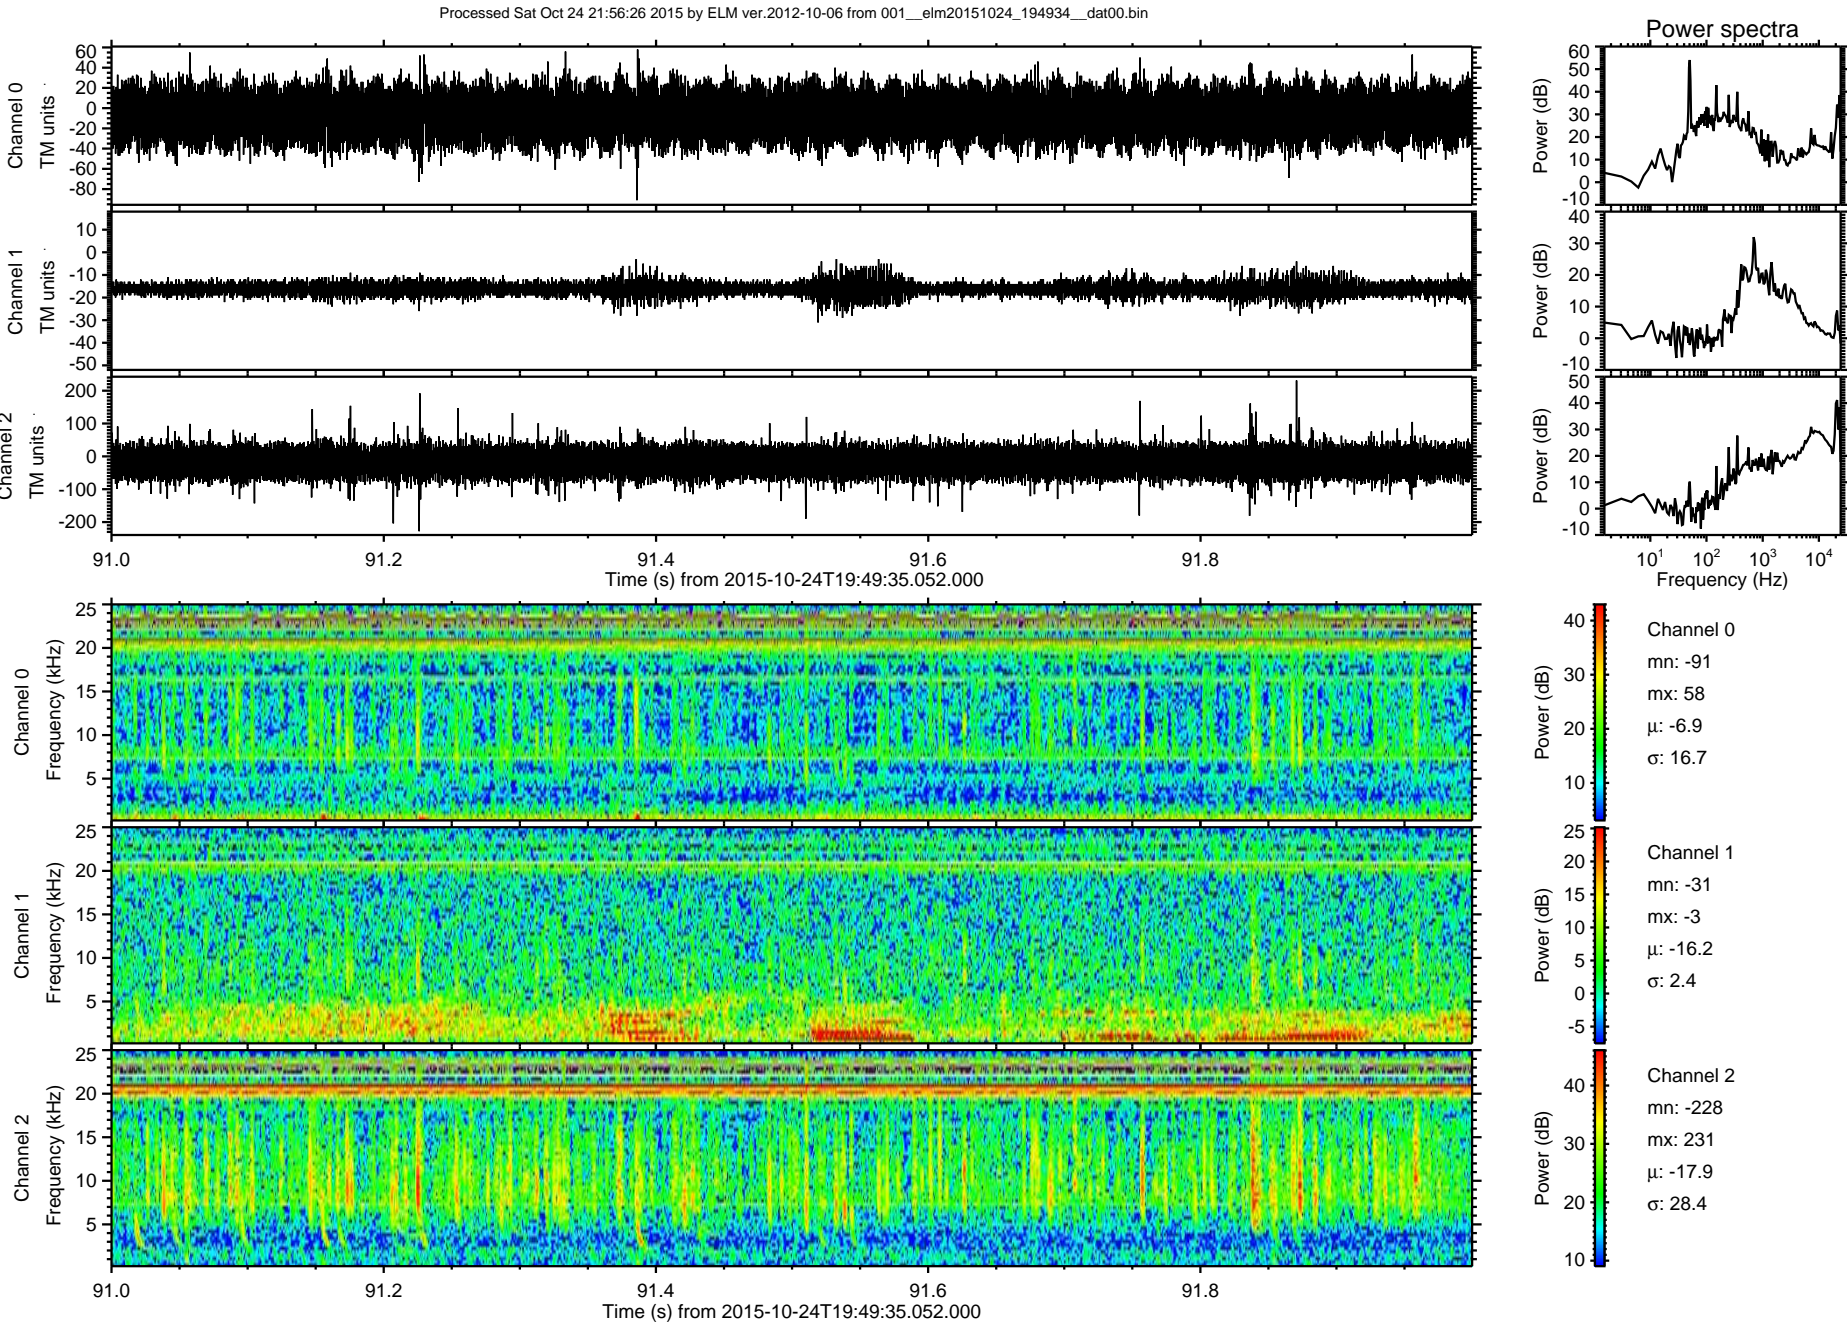 Processed Sat Oct 24 21:56:26 2015 by ELM ver.2012-10-06 from 001__elm20151024_194934__dat00.bin
Power spectra
Channel 0
TM units
60
40
20
0
-20
-40
-60
-80
Power (dB)
60
50
40
30
20
10
0
-10
Channel 1
TM units
10
0
-10
-20
-30
-40
-50
Power (dB)
40
30
20
10
0
-10
Channel 2
TM units
200
100
0
-100
-200
Power (dB)
50
40
30
20
10
0
-10
91.0 91.2 91.4 91.6 91.8
Time (s) from 2015-10-24T19:49:35.052.000
10^1 10^2 10^3 10^4
Frequency (Hz)
Channel 0
Frequency (kHz)
25
20
15
10
5
Power (dB)
40
30
20
10
Channel 0
mn: -91
mx: 58
μ: -6.9
σ: 16.7
Channel 1
Frequency (kHz)
25
20
15
10
5
Power (dB)
25
20
15
10
5
0
-5
Channel 1
mn: -31
mx: -3
μ: -16.2
σ: 2.4
Channel 2
Frequency (kHz)
25
20
15
10
5
Power (dB)
40
30
20
10
Channel 2
mn: -228
mx: 231
μ: -17.9
σ: 28.4
91.0 91.2 91.4 91.6 91.8
Time (s) from 2015-10-24T19:49:35.052.000